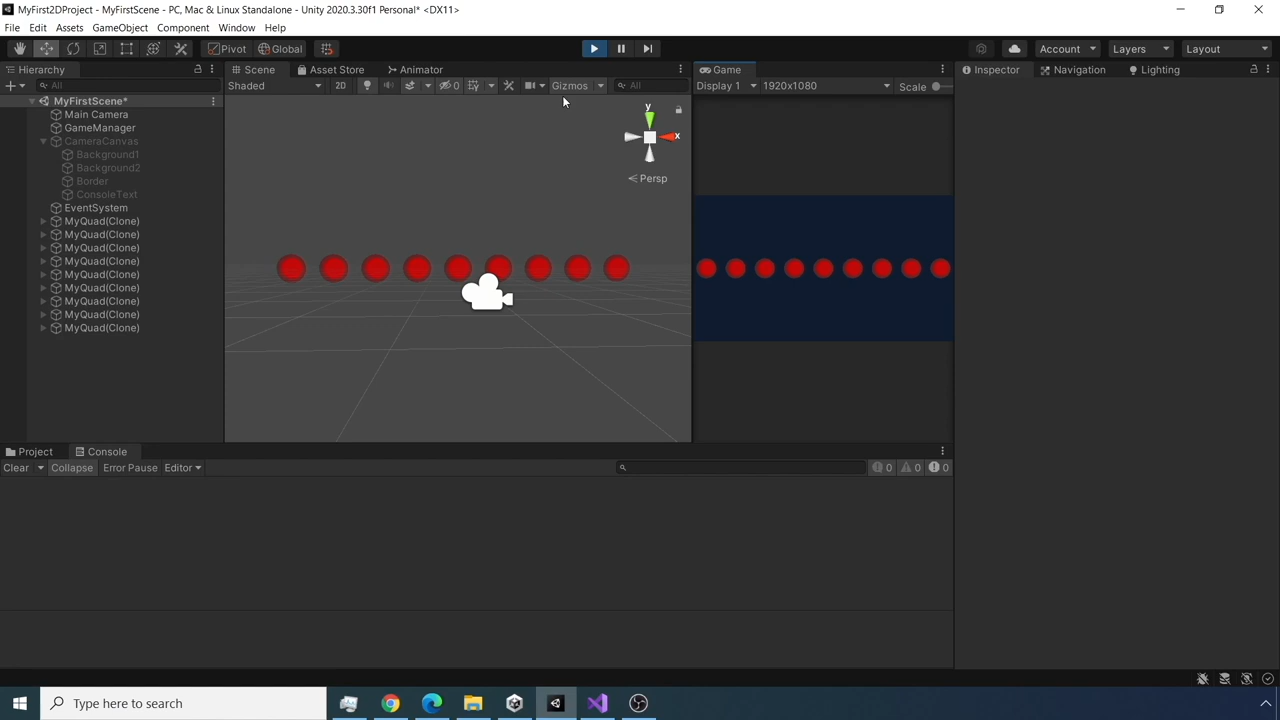 MyFirst2DProject - MyFirstScene - PC, Mac & Linux Standalone - Unity 2020.3.30f1 Personal* <DX11>
File Edit Assets GameObject Component Window Help
Pivot Global Account Layers Layout
Hierarchy Scene Asset Store Animator Game Inspector Navigation Lighting
All Shaded 2D 0 Gizmos All Display 1 1920x1080 Scale
MyFirstScene*
Main Camera
GameManager
CameraCanvas
Background1
Background2
Border
ConsoleText
EventSystem
MyQuad(Clone)
MyQuad(Clone)
MyQuad(Clone)
MyQuad(Clone)
MyQuad(Clone)
MyQuad(Clone)
MyQuad(Clone)
MyQuad(Clone)
MyQuad(Clone)
y
x
Persp
Project Console
Clear Collapse Error Pause Editor 0 0 0
Type here to search